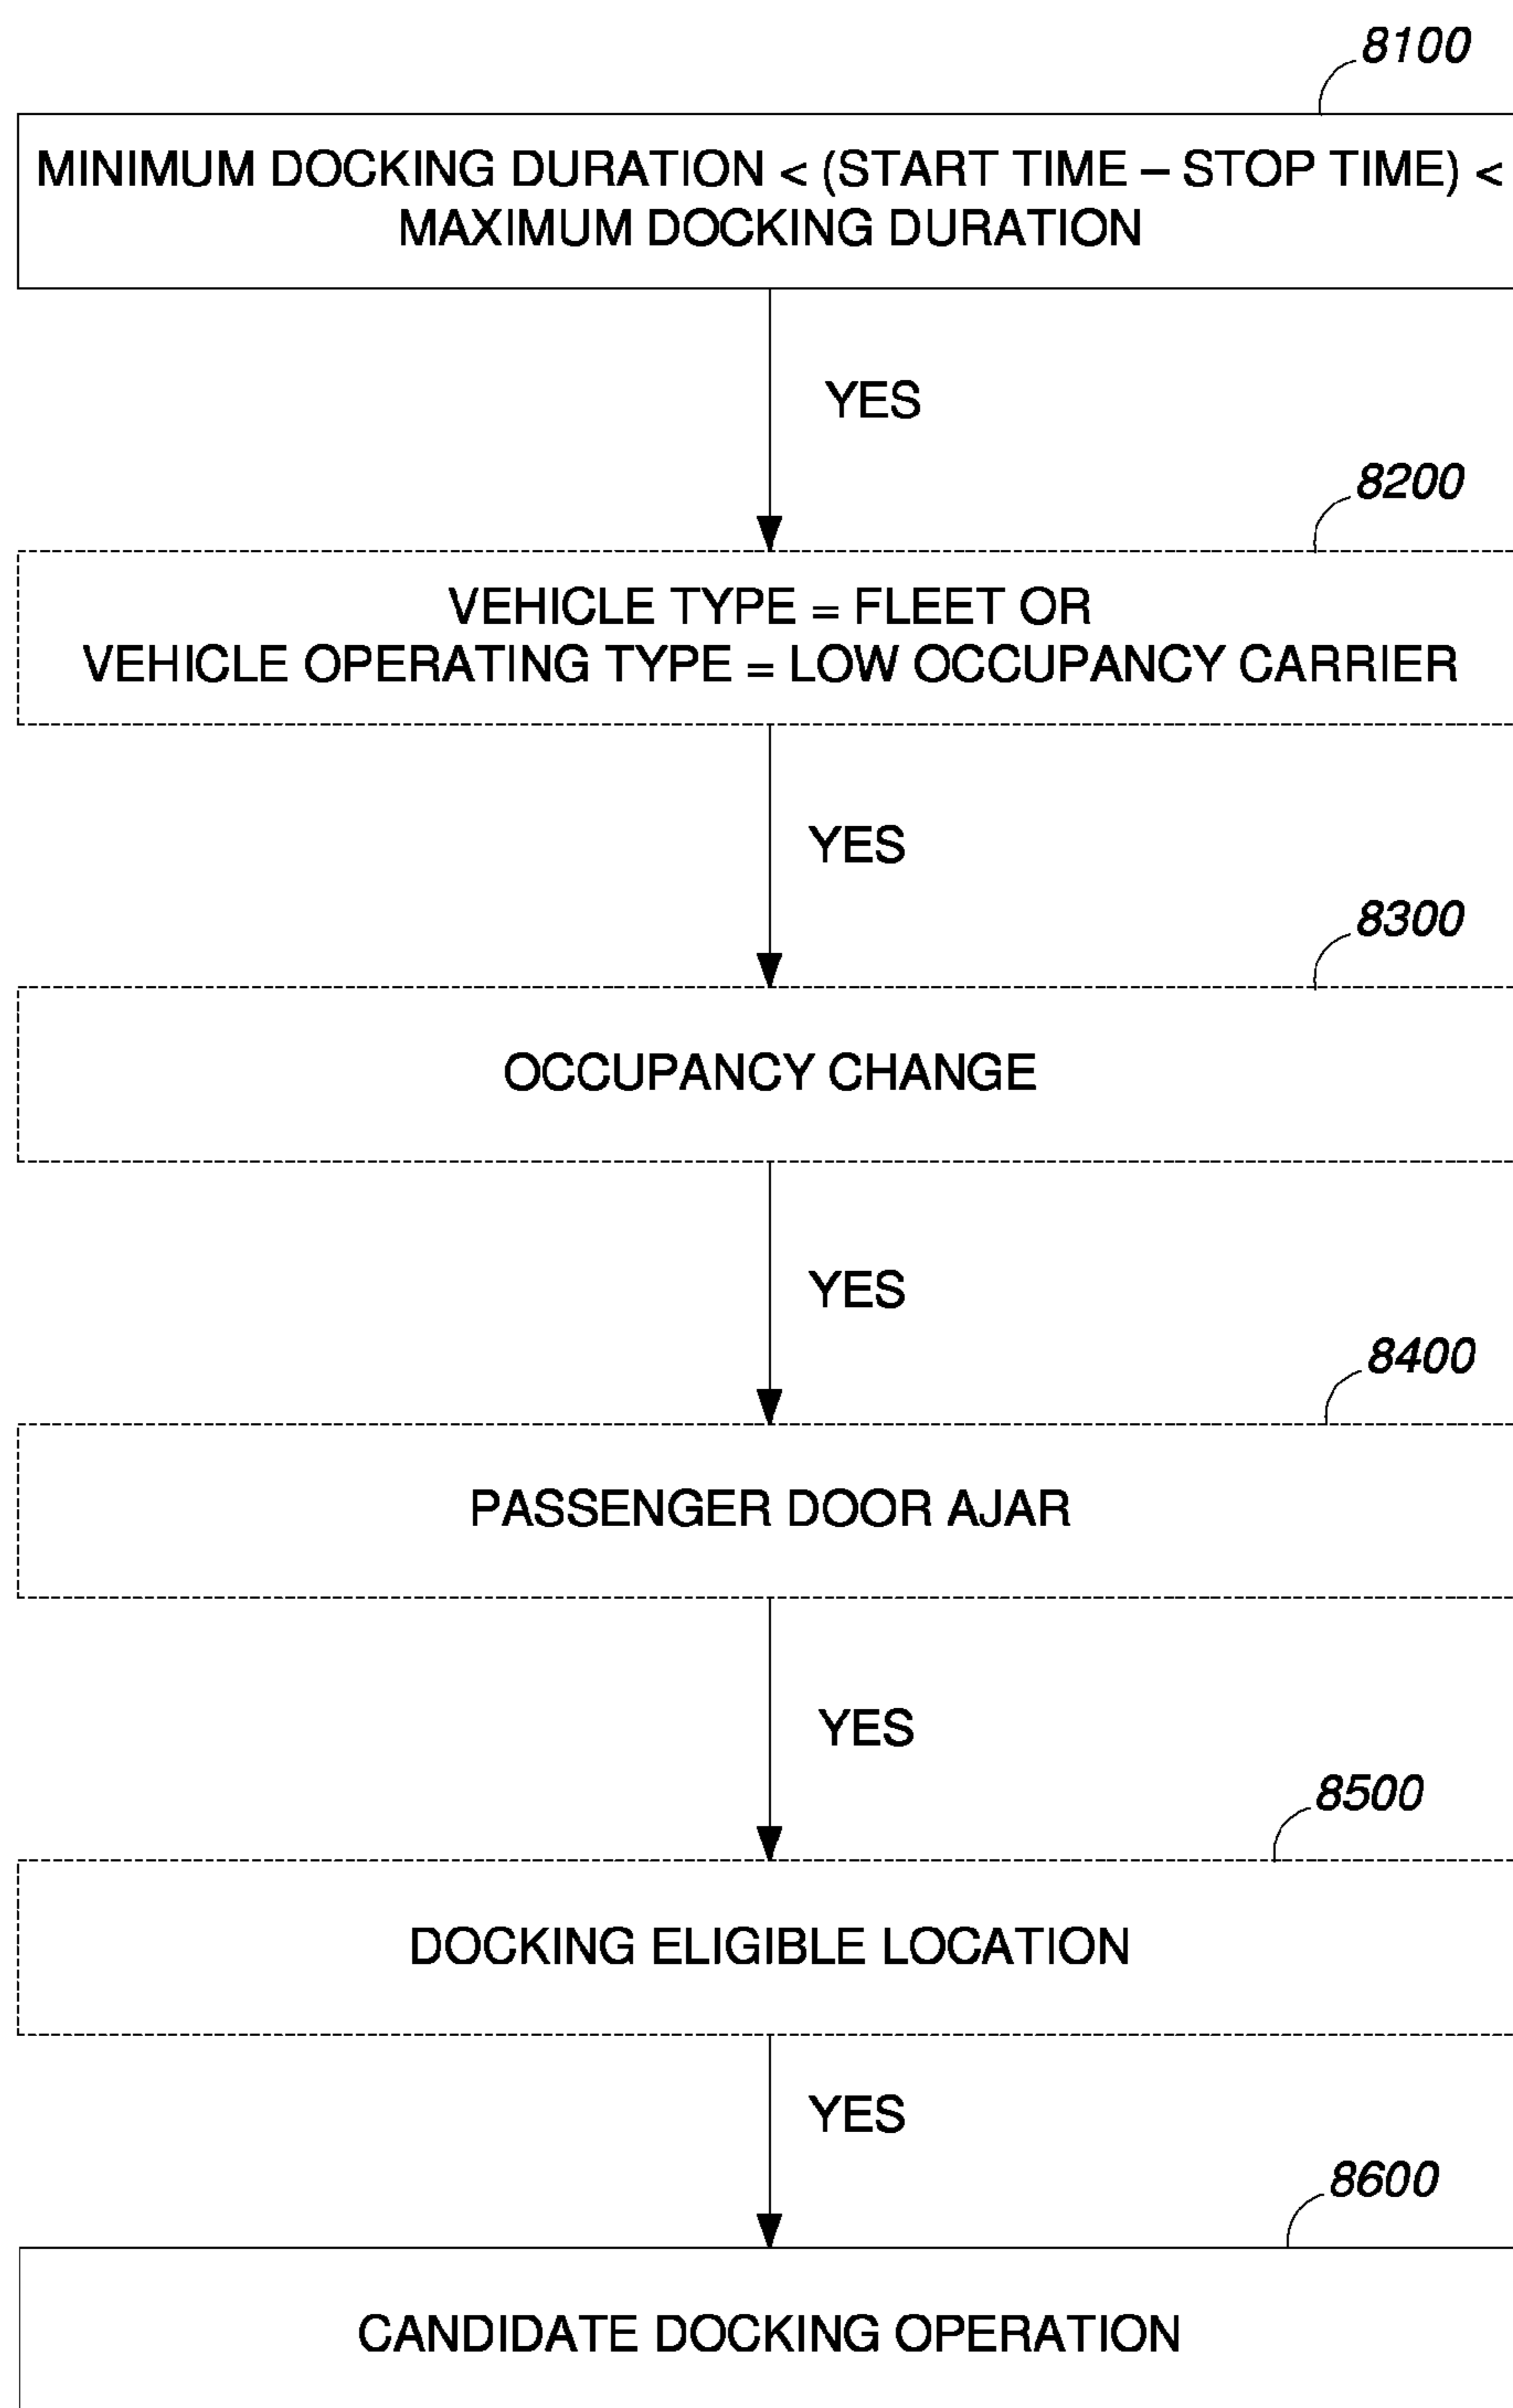 8100
MINIMUM DOCKING DURATION < (START TIME – STOP TIME) <
MAXIMUM DOCKING DURATION
YES
8200
VEHICLE TYPE = FLEET OR
VEHICLE OPERATING TYPE = LOW OCCUPANCY CARRIER
YES
8300
OCCUPANCY CHANGE
YES
8400
PASSENGER DOOR AJAR
YES
8500
DOCKING ELIGIBLE LOCATION
YES
8600
CANDIDATE DOCKING OPERATION